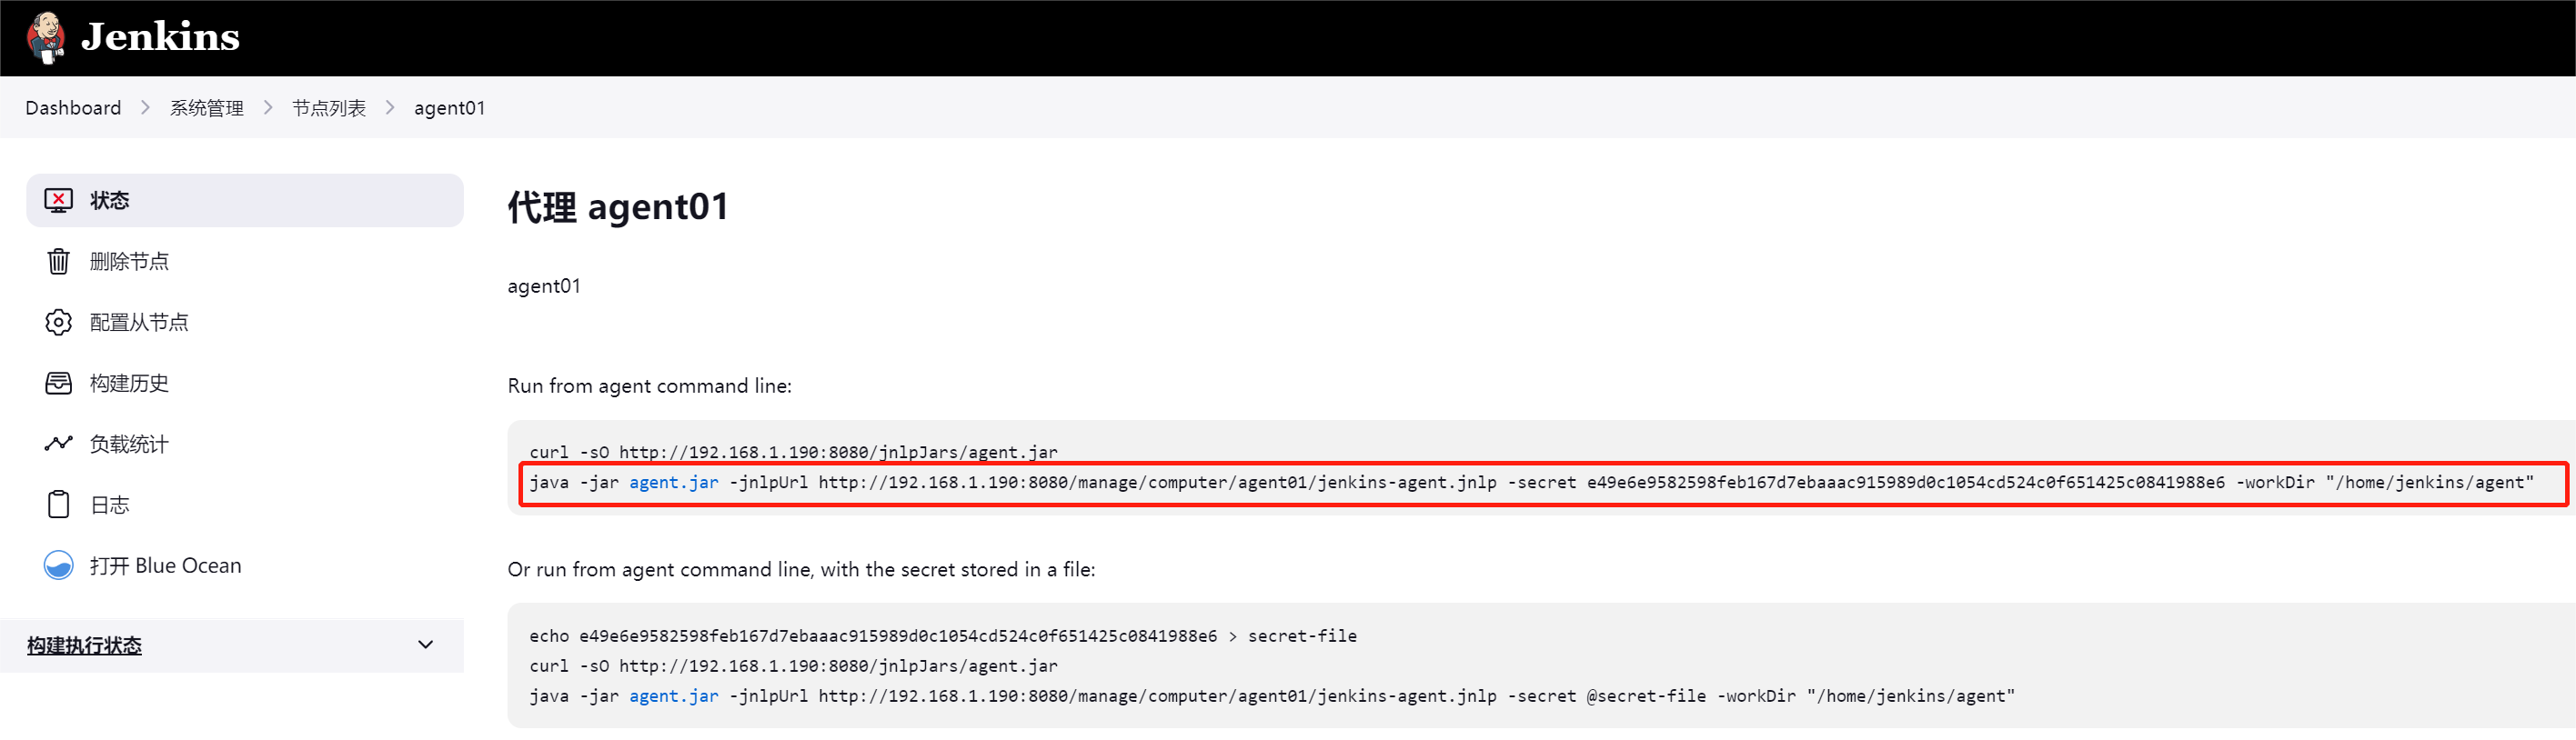 Jenkins
Dashboard > 系统管理 > 节点列表 > agent01
状态
删除节点
配置从节点
构建历史
负载统计
日志
打开 Blue Ocean
构建执行状态
代理 agent01
agent01
Run from agent command line:
curl -sO http://192.168.1.190:8080/jnlpJars/agent.jar
java -jar agent.jar -jnlpUrl http://192.168.1.190:8080/manage/computer/agent01/jenkins-agent.jnlp -secret e49e6e9582598feb167d7ebaaac915989d0c1054cd524c0f651425c0841988e6 -workDir "/home/jenkins/agent"
Or run from agent command line, with the secret stored in a file:
echo e49e6e9582598feb167d7ebaaac915989d0c1054cd524c0f651425c0841988e6 > secret-file
curl -sO http://192.168.1.190:8080/jnlpJars/agent.jar
java -jar agent.jar -jnlpUrl http://192.168.1.190:8080/manage/computer/agent01/jenkins-agent.jnlp -secret @secret-file -workDir "/home/jenkins/agent"